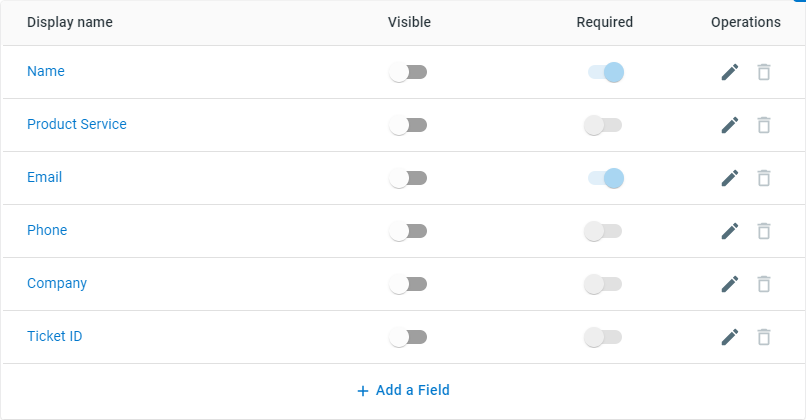 Display name Visible Required Operations
Name
Product Service
Email
Phone
Company
Ticket ID
+ Add a Field